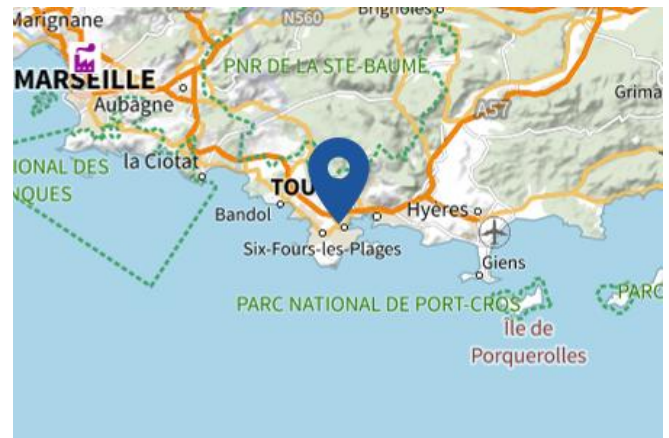 Marignane
N560
Brignoles
PNR DE LA STE-BAUME
MARSEILLE
Aubagne
A57
Grima
IONAL DES
NQUES
la Ciotat
TOU
Bandol
Hyères
Six-Fours-les-Plages
Giens
PARC NATIONAL DE PORT-CROS
PARC
Île de
Porquerolles